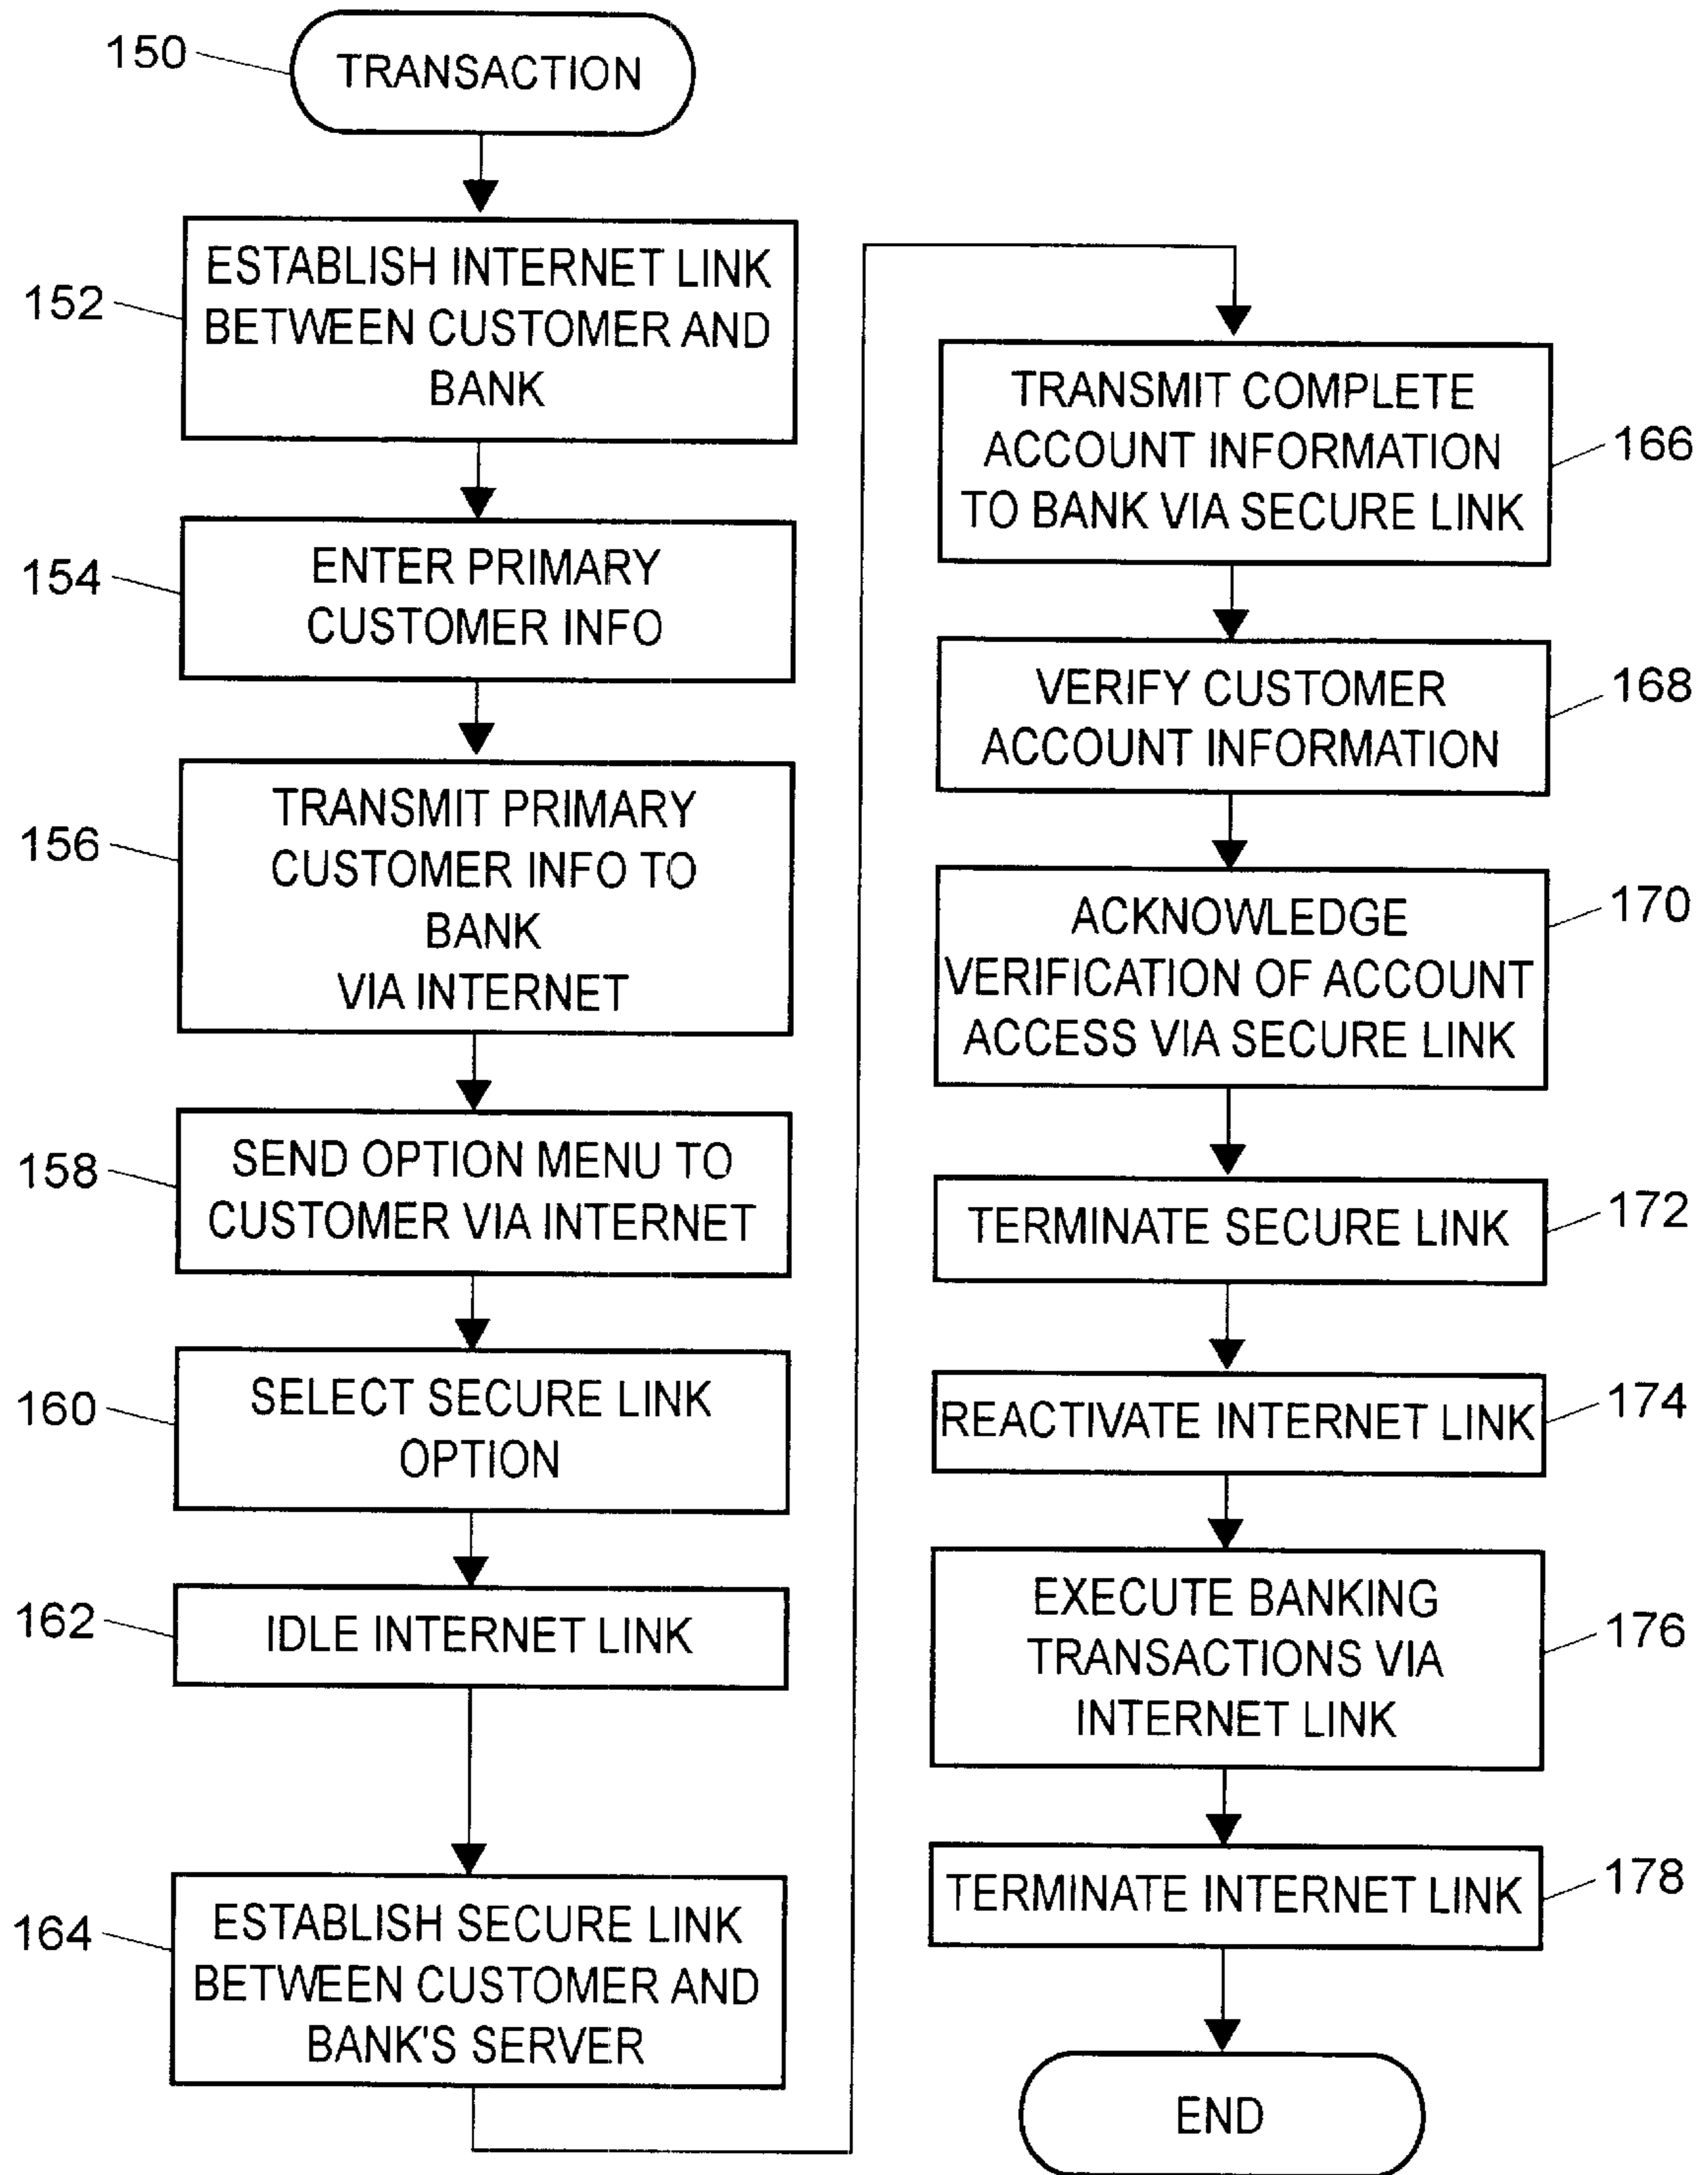 150
TRANSACTION
152
ESTABLISH INTERNET LINK
BETWEEN CUSTOMER AND
BANK
154
ENTER PRIMARY
CUSTOMER INFO
156
TRANSMIT PRIMARY
CUSTOMER INFO TO
BANK
VIA INTERNET
158
SEND OPTION MENU TO
CUSTOMER VIA INTERNET
160
SELECT SECURE LINK
OPTION
162
IDLE INTERNET LINK
164
ESTABLISH SECURE LINK
BETWEEN CUSTOMER AND
BANK'S SERVER
TRANSMIT COMPLETE
ACCOUNT INFORMATION
TO BANK VIA SECURE LINK
166
VERIFY CUSTOMER
ACCOUNT INFORMATION
168
ACKNOWLEDGE
VERIFICATION OF ACCOUNT
ACCESS VIA SECURE LINK
170
TERMINATE SECURE LINK
172
REACTIVATE INTERNET LINK
174
EXECUTE BANKING
TRANSACTIONS VIA
INTERNET LINK
176
TERMINATE INTERNET LINK
178
END